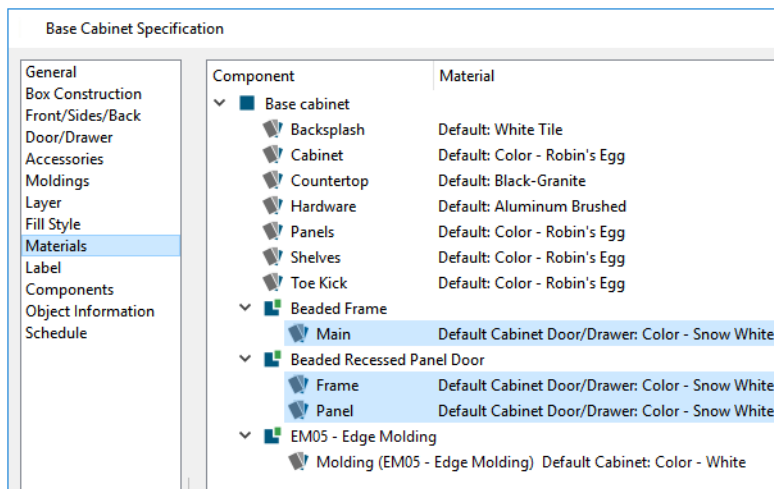 Base Cabinet Specification
General
Box Construction
Front/Sides/Back
Door/Drawer
Accessories
Moldings
Layer
Fill Style
Materials
Label
Components
Object Information
Schedule
Component Material
Base cabinet
Backsplash Default: White Tile
Cabinet Default: Color - Robin's Egg
Countertop Default: Black-Granite
Hardware Default: Aluminum Brushed
Panels Default: Color - Robin's Egg
Shelves Default: Color - Robin's Egg
Toe Kick Default: Color - Robin's Egg
Beaded Frame
Main Default Cabinet Door/Drawer: Color - Snow White
Beaded Recessed Panel Door
Frame Default Cabinet Door/Drawer: Color - Snow White
Panel Default Cabinet Door/Drawer: Color - Snow White
EM05 - Edge Molding
Molding (EM05 - Edge Molding) Default Cabinet: Color - White